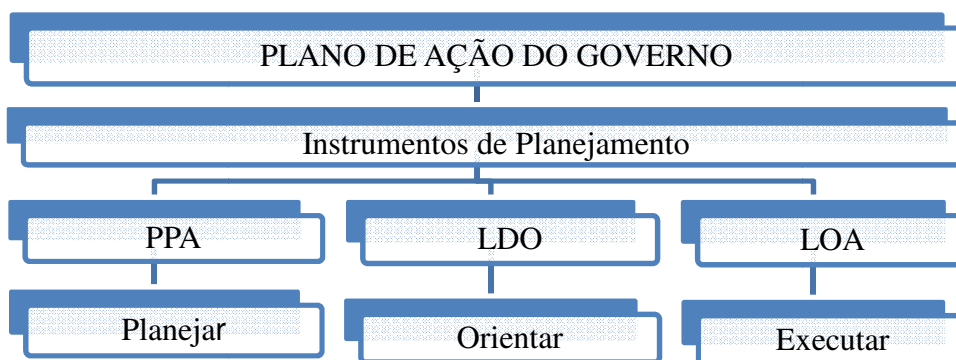 PLANO DE AÇÃO DO GOVERNO
Instrumentos de Planejamento
PPA
LDO
LOA
Planejar
Orientar
Executar